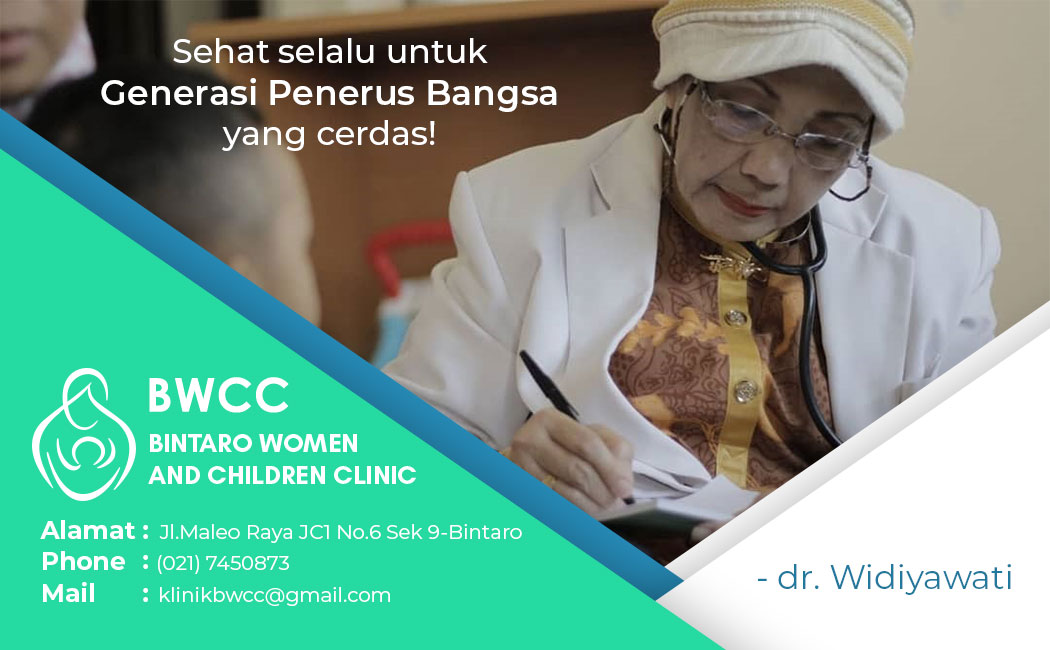 Sehat selalu untuk
Generasi Penerus Bangsa
yang cerdas!
BWCC
BINTARO WOMEN
AND CHILDREN CLINIC
Alamat : Jl.Maleo Raya JC1 No.6 Sek 9-Bintaro
Phone : (021) 7450873
Mail : klinikbwcc@gmail.com
- dr. Widiyawati